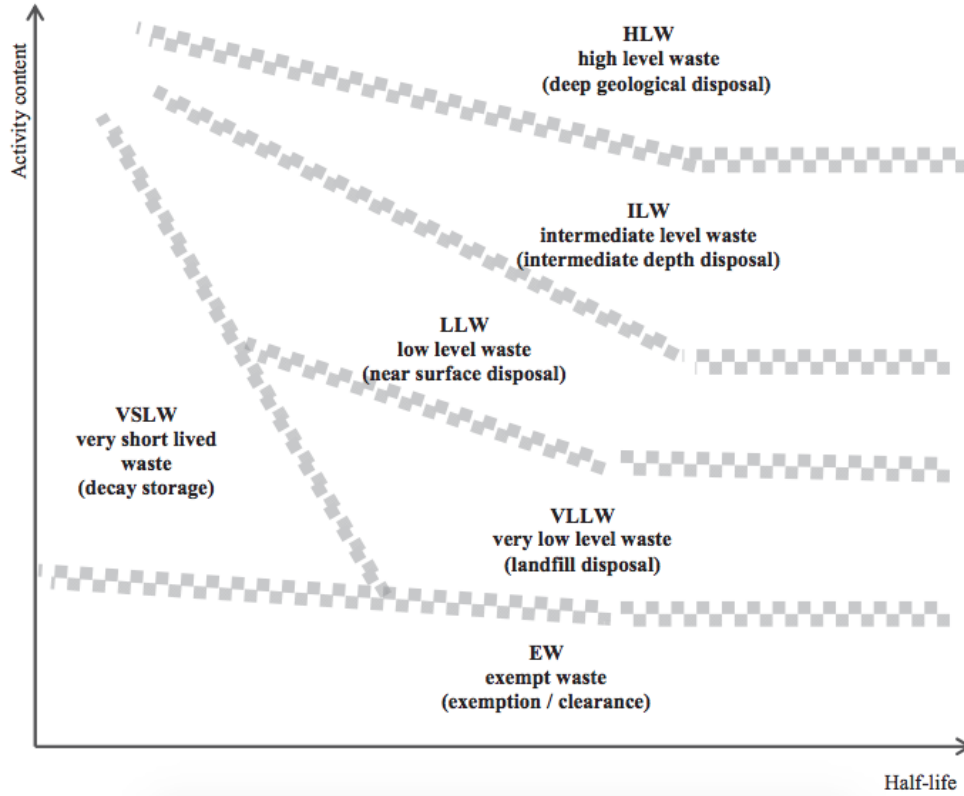 Activity content
HLW
high level waste
(deep geological disposal)
ILW
intermediate level waste
(intermediate depth disposal)
LLW
low level waste
(near surface disposal)
VSLW
very short lived
waste
(decay storage)
VLLW
very low level waste
(landfill disposal)
EW
exempt waste
(exemption / clearance)
Half-life